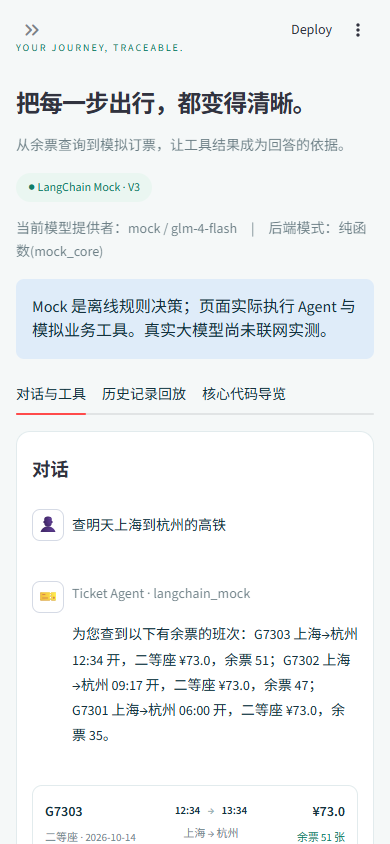 Deploy
YOUR JOURNEY, TRACEABLE.
把每一步出行，都变得清晰。
从余票查询到模拟订票，让工具结果成为回答的依据。
LangChain Mock · V3
当前模型提供者：mock / glm-4-flash ｜ 后端模式：纯函
数(mock_core)
Mock 是离线规则决策；页面实际执行 Agent 与
模拟业务工具。真实大模型尚未联网实测。
对话与工具 历史记录回放 核心代码导览
对话
查明天上海到杭州的高铁
Ticket Agent · langchain_mock
为您查到以下有余票的班次：G7303 上海→杭州
12:34 开，二等座 ¥73.0，余票 51；G7302 上海
→杭州 09:17 开，二等座 ¥73.0，余票 47；
G7301 上海→杭州 06:00 开，二等座 ¥73.0，余
票 35。
G7303 12:34 → 13:34 ¥73.0
二等座 · 2026-10-14 上海 → 杭州 余票 51 张